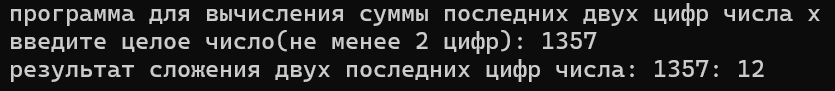 программа для вычисления суммы последних двух цифр числа x
введите целое число(не менее 2 цифр): 1357
результат сложения двух последних цифр числа: 1357: 12